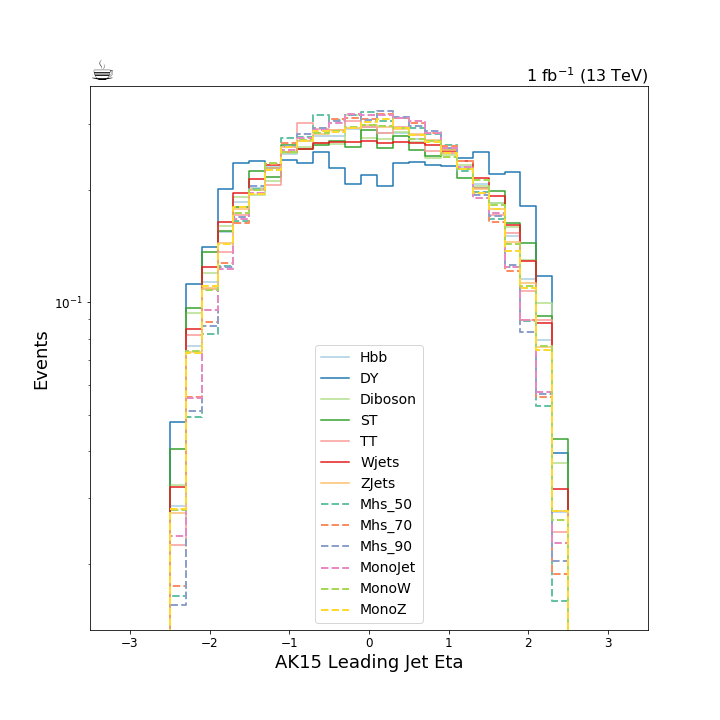 1 fb⁻¹ (13 TeV)
Events
10⁻¹
Hbb
DY
Diboson
ST
TT
Wjets
ZJets
Mhs_50
Mhs_70
Mhs_90
MonoJet
MonoW
MonoZ
−3 −2 −1 0 1 2 3
AK15 Leading Jet Eta